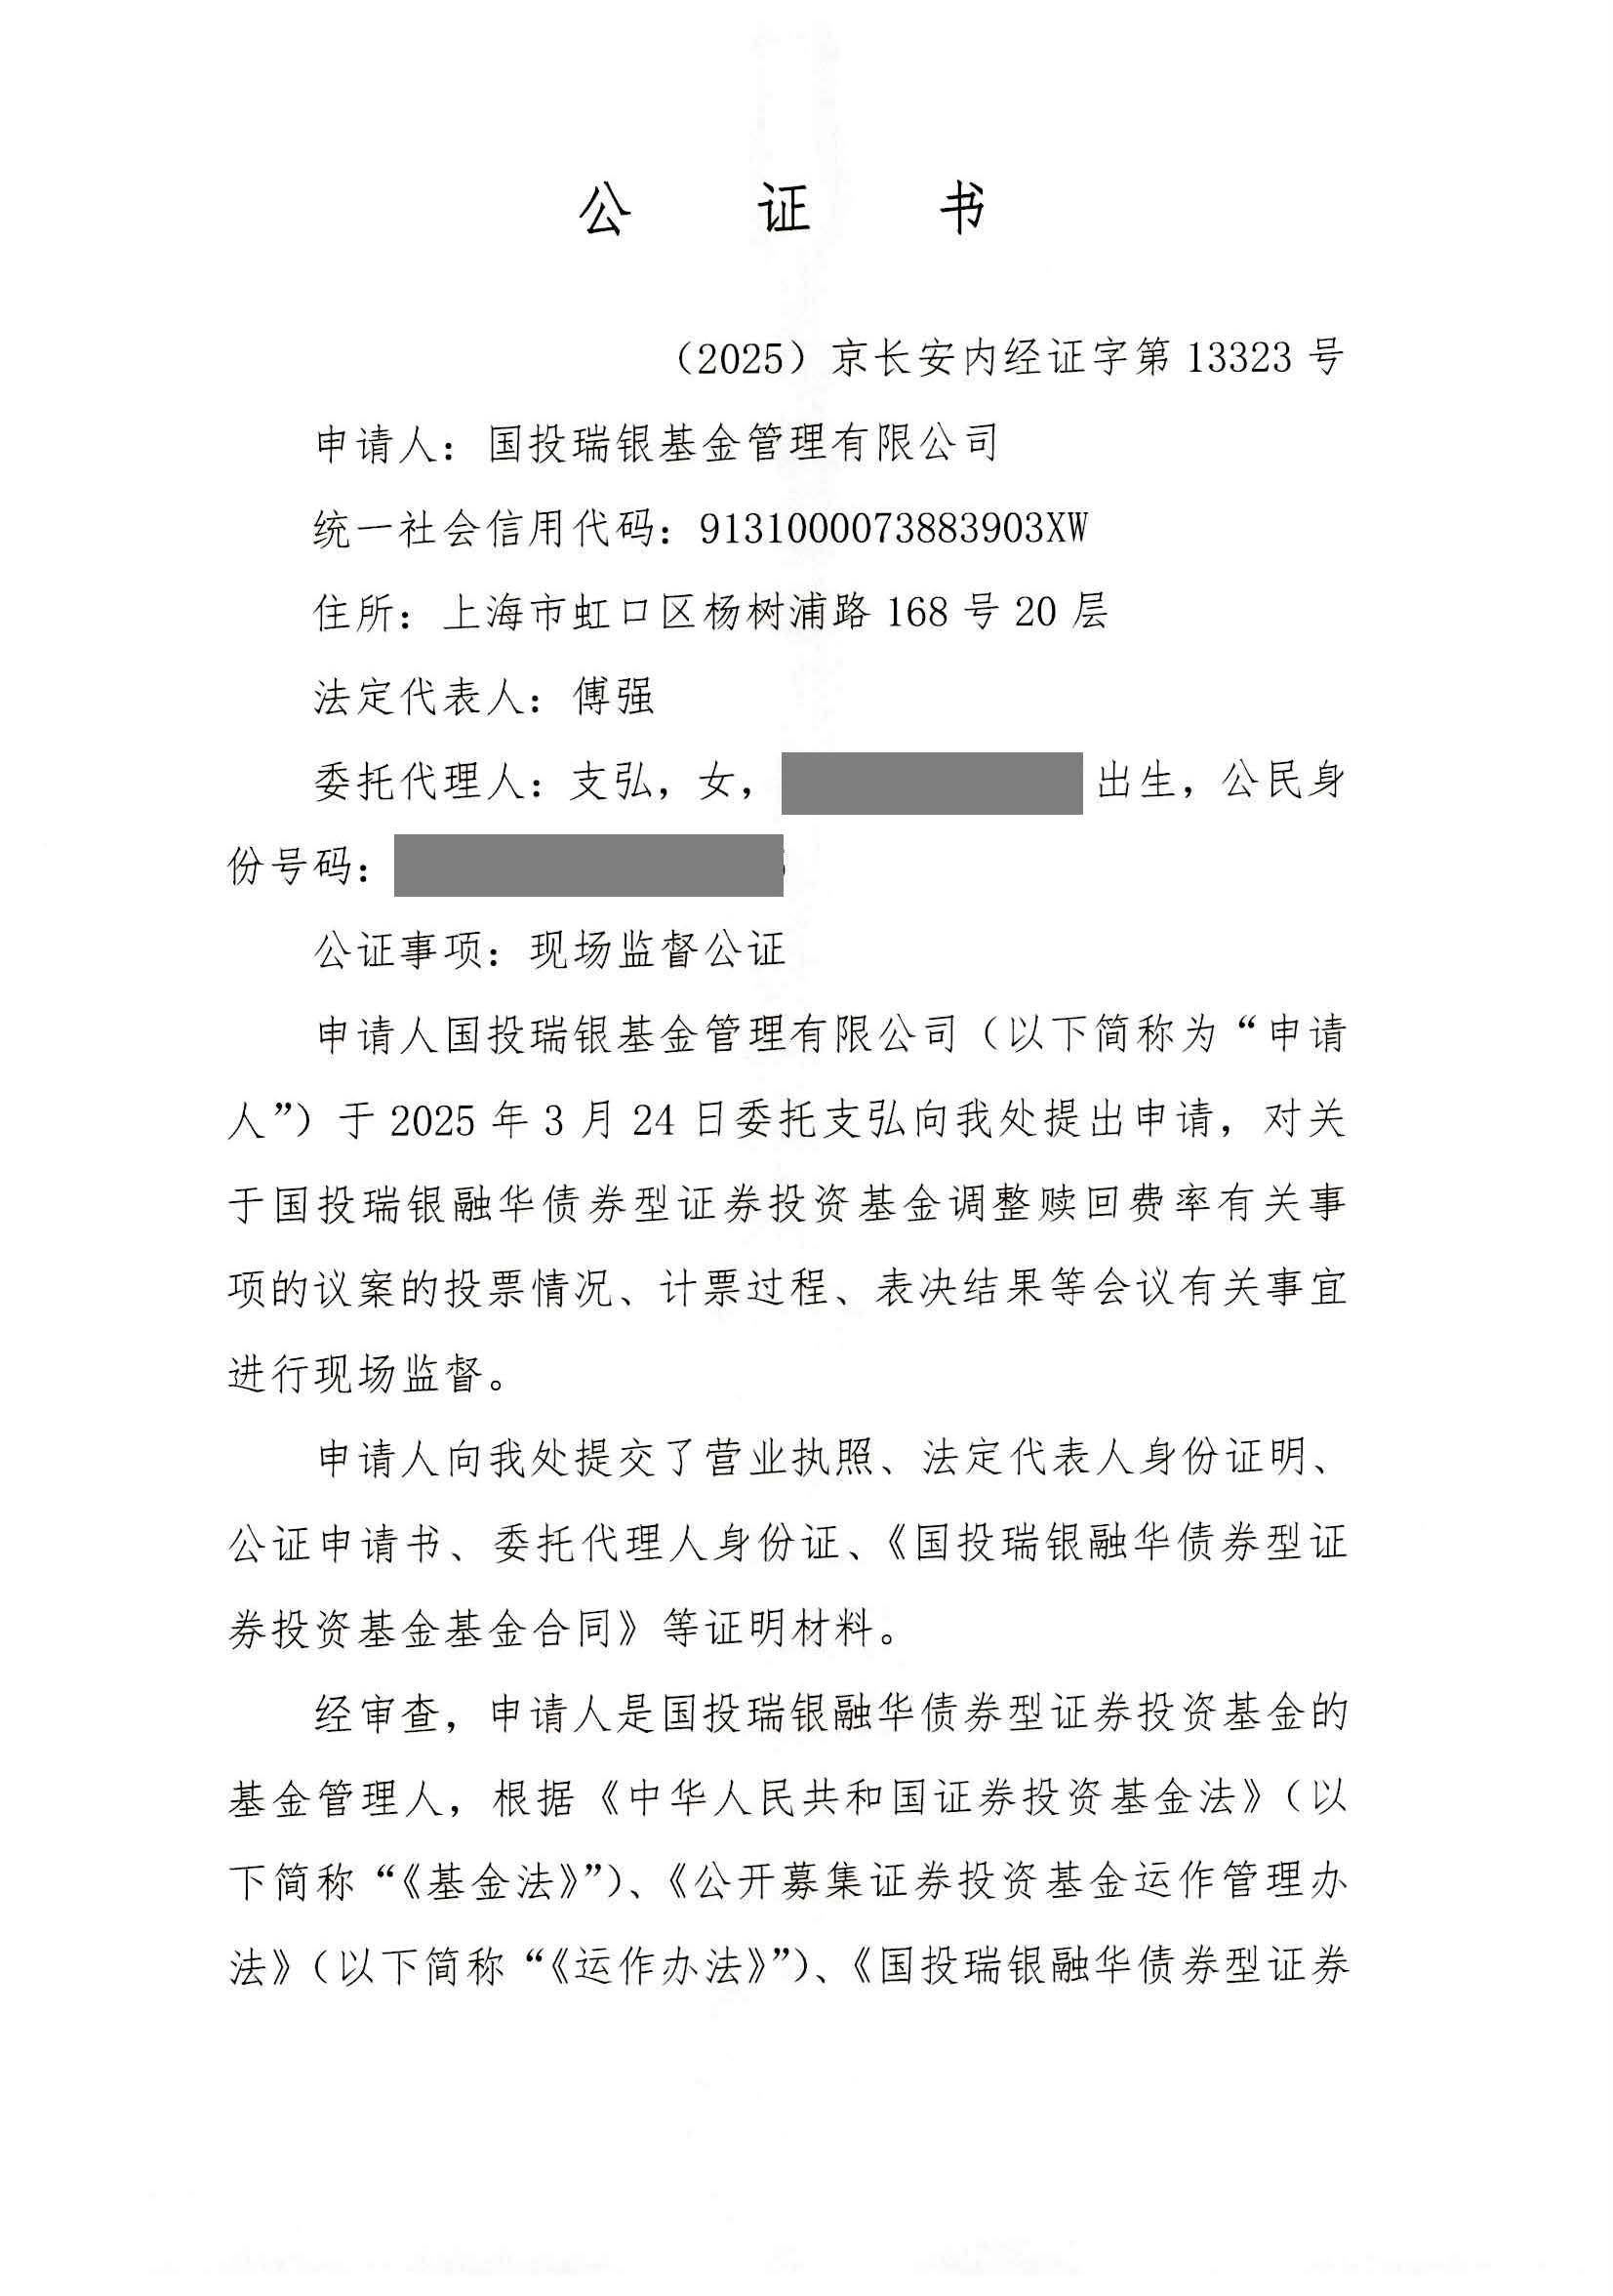 公证书
（2025）京长安内经证字第 13323 号
申请人：国投瑞银基金管理有限公司
统一社会信用代码：9131000073883903XW
住所：上海市虹口区杨树浦路 168 号 20 层
法定代表人：傅强
委托代理人：支弘，女，出生，公民身
份号码：
公证事项：现场监督公证
申请人国投瑞银基金管理有限公司（以下简称为“申请
人”）于 2025 年 3 月 24 日委托支弘向我处提出申请，对关
于国投瑞银融华债券型证券投资基金调整赎回费率有关事
项的议案的投票情况、计票过程、表决结果等会议有关事宜
进行现场监督。
申请人向我处提交了营业执照、法定代表人身份证明、
公证申请书、委托代理人身份证、《国投瑞银融华债券型证
券投资基金基金合同》等证明材料。
经审查，申请人是国投瑞银融华债券型证券投资基金的
基金管理人，根据《中华人民共和国证券投资基金法》（以
下简称“《基金法》”）、《公开募集证券投资基金运作管理办
法》（以下简称“《运作办法》”）、《国投瑞银融华债券型证券